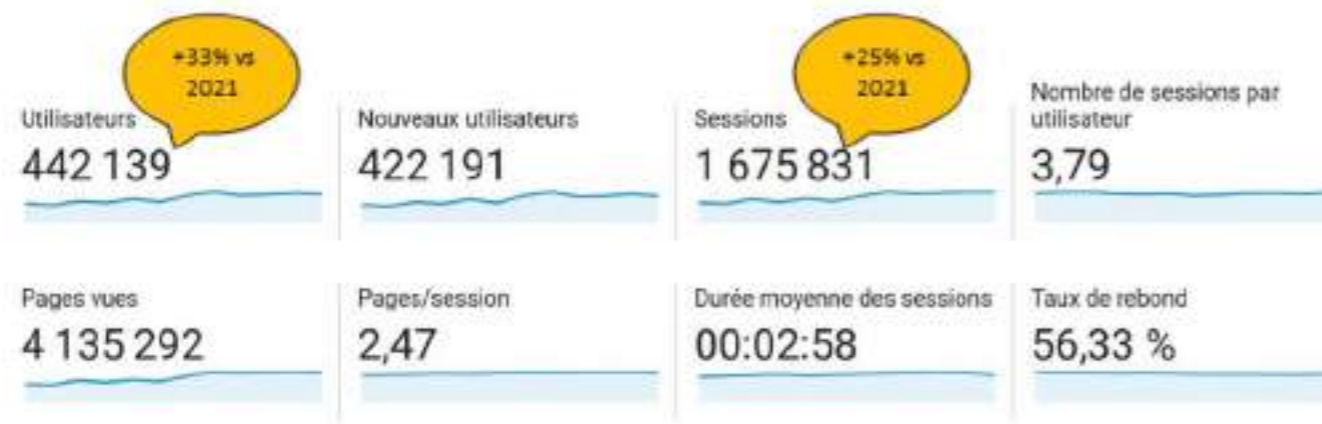 +33% vs
2021
Utilisateurs
442 139
Nouveaux utilisateurs
422 191
+25% vs
2021
Sessions
1 675 831
Nombre de sessions par
utilisateur
3,79
Pages vues
4 135 292
Pages/session
2,47
Durée moyenne des sessions
00:02:58
Taux de rebond
56,33 %